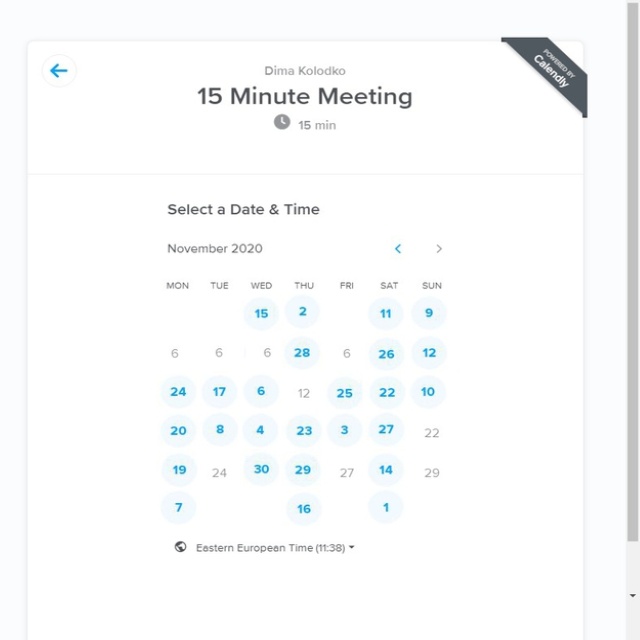 POWERED BY
Calendly
Dima Kolodko
15 Minute Meeting
15 min
Select a Date & Time
November 2020
MON TUE WED THU FRI SAT SUN
15 2 11 9
6 6 6 28 6 26 12
24 17 6 12 25 22 10
20 8 4 23 3 27 22
19 24 30 29 27 14 29
7 16 1
Eastern European Time (11:38)